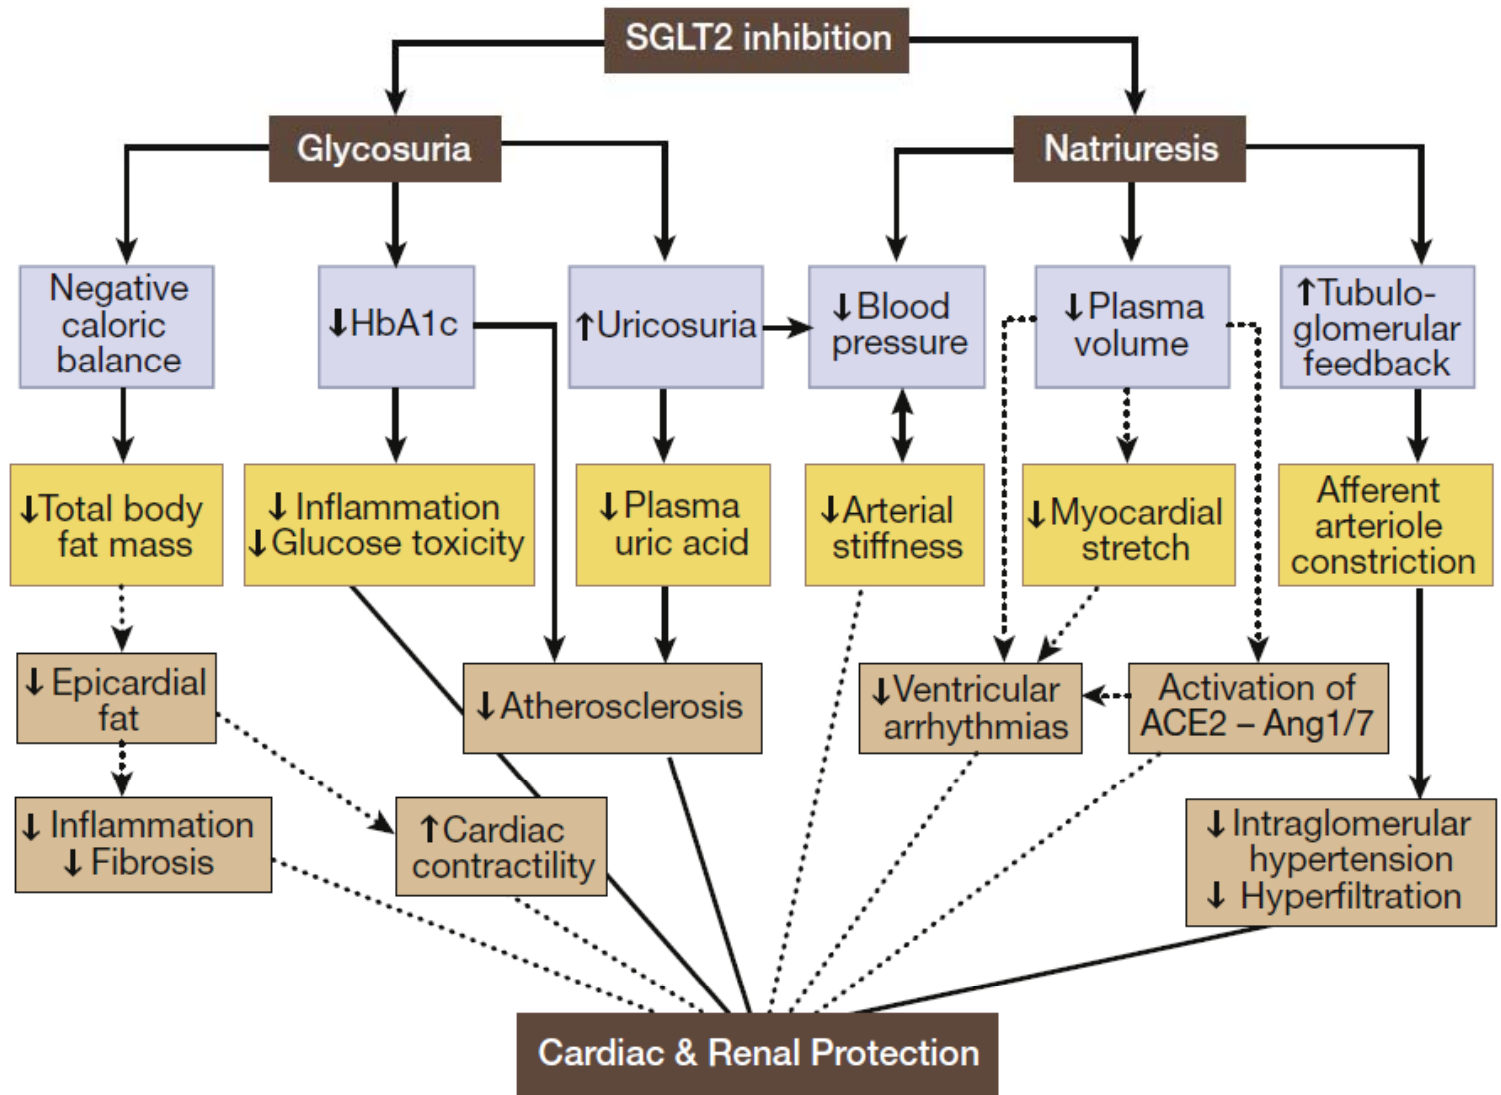 SGLT2 inhibition
Glycosuria
Natriuresis
Negative
caloric
balance
↓HbA1c
↑Uricosuria
↓Blood
pressure
↓Plasma
volume
↑Tubulo-
glomerular
feedback
↓Total body
fat mass
↓Inflammation
↓Glucose toxicity
↓Plasma
uric acid
↓Arterial
stiffness
↓Myocardial
stretch
Afferent
arteriole
constriction
↓Epicardial
fat
↓Atherosclerosis
↓Ventricular
arrhythmias
Activation of
ACE2 – Ang1/7
↓Inflammation
↓Fibrosis
↑Cardiac
contractility
↓Intraglomerular
hypertension
↓ Hyperfiltration
Cardiac & Renal Protection